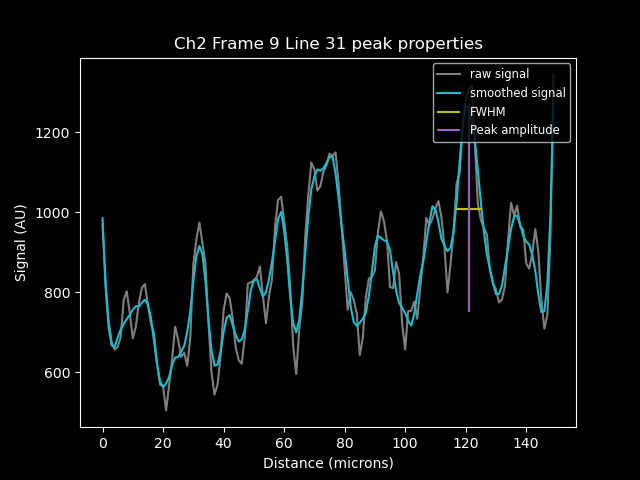 Ch2 Frame 9 Line 31 peak properties
raw signal
smoothed signal
FWHM
Peak amplitude
Signal (AU)
1200
1000
800
600
0 20 40 60 80 100 120 140
Distance (microns)